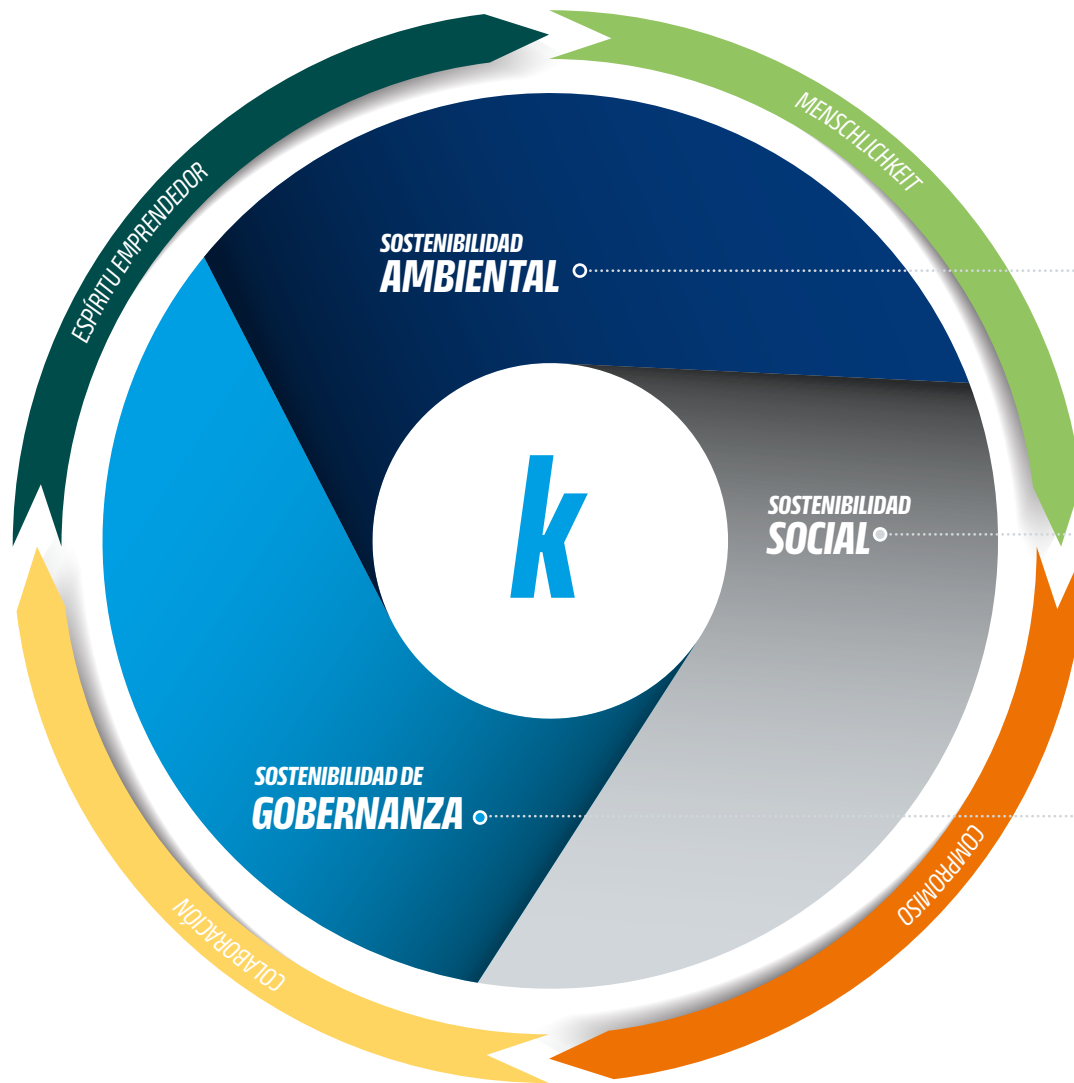 MENSCHLICHKEIT
ESPÍRITU EMPRENDEDOR
SOSTENIBILIDAD
AMBIENTAL
k
SOSTENIBILIDAD
SOCIAL
SOSTENIBILIDAD DE
GOBERNANZA
COMPROMISO
COLABORACIÓN